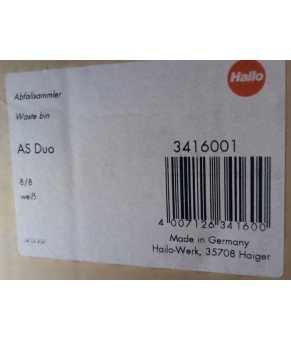 Hailo
Abfallsammler
Waste bin
AS Duo
3416001
8/8
weiß
4 007126 341600
Made in Germany
Hailo-Werk, 35708 Haiger